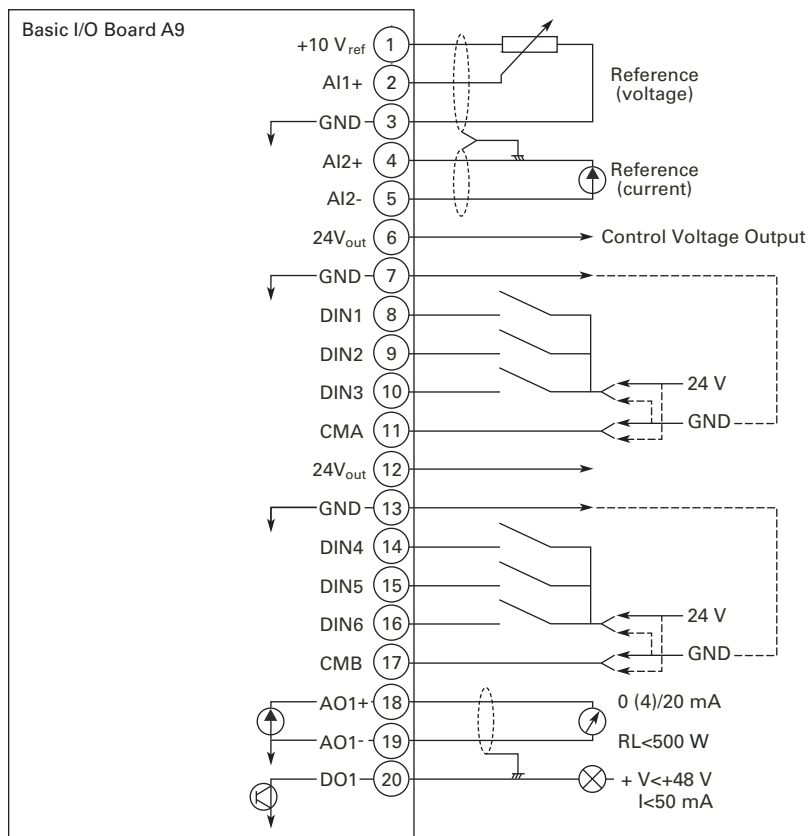 Basic I/O Board A9
+10 Vref 1
AI1+ 2
Reference
(voltage)
GND 3
AI2+ 4
Reference
(current)
AI2- 5
24Vout 6 Control Voltage Output
GND 7
DIN1 8
DIN2 9
DIN3 10
24 V
GND
CMA 11
24Vout 12
GND 13
DIN4 14
DIN5 15
DIN6 16
24 V
GND
CMB 17
AO1+ 18 0 (4)/20 mA
AO1- 19 RL<500 W
DO1 20 + V<+48 V
I<50 mA